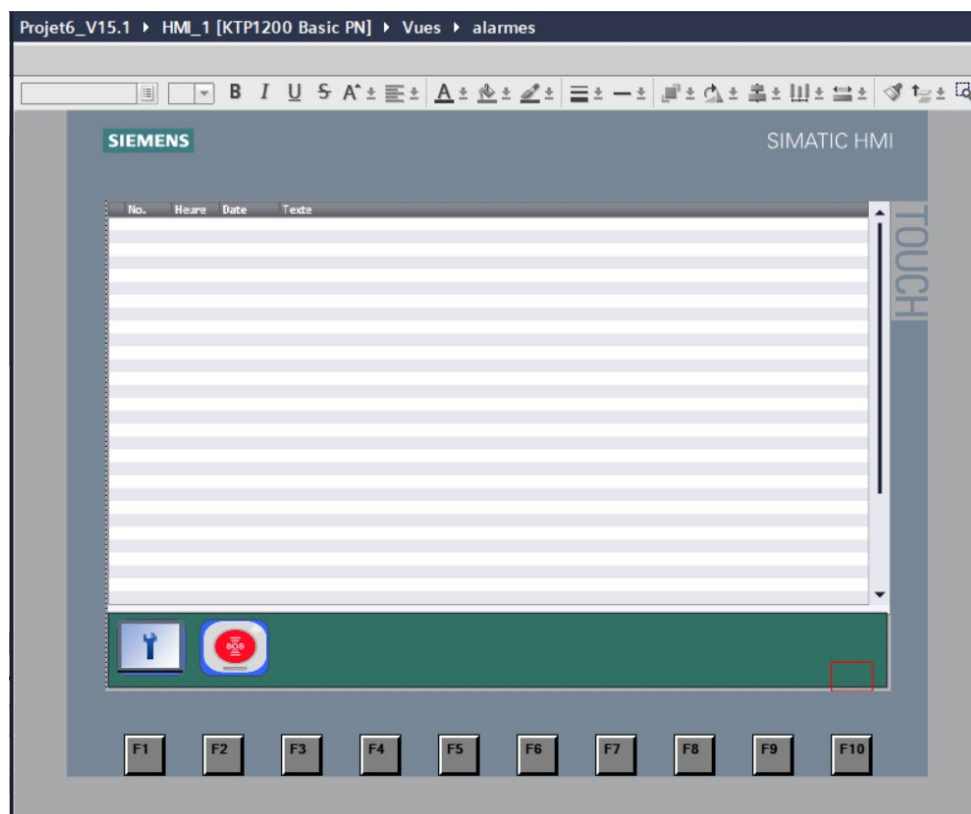 Projet6_V15.1 ▸ HMI_1 [KTP1200 Basic PN] ▸ Vues ▸ alarmes
B I U S A A
SIEMENS SIMATIC HMI
No. Heure Date Texte
TOUCH
SOS
F1 F2 F3 F4 F5 F6 F7 F8 F9 F10